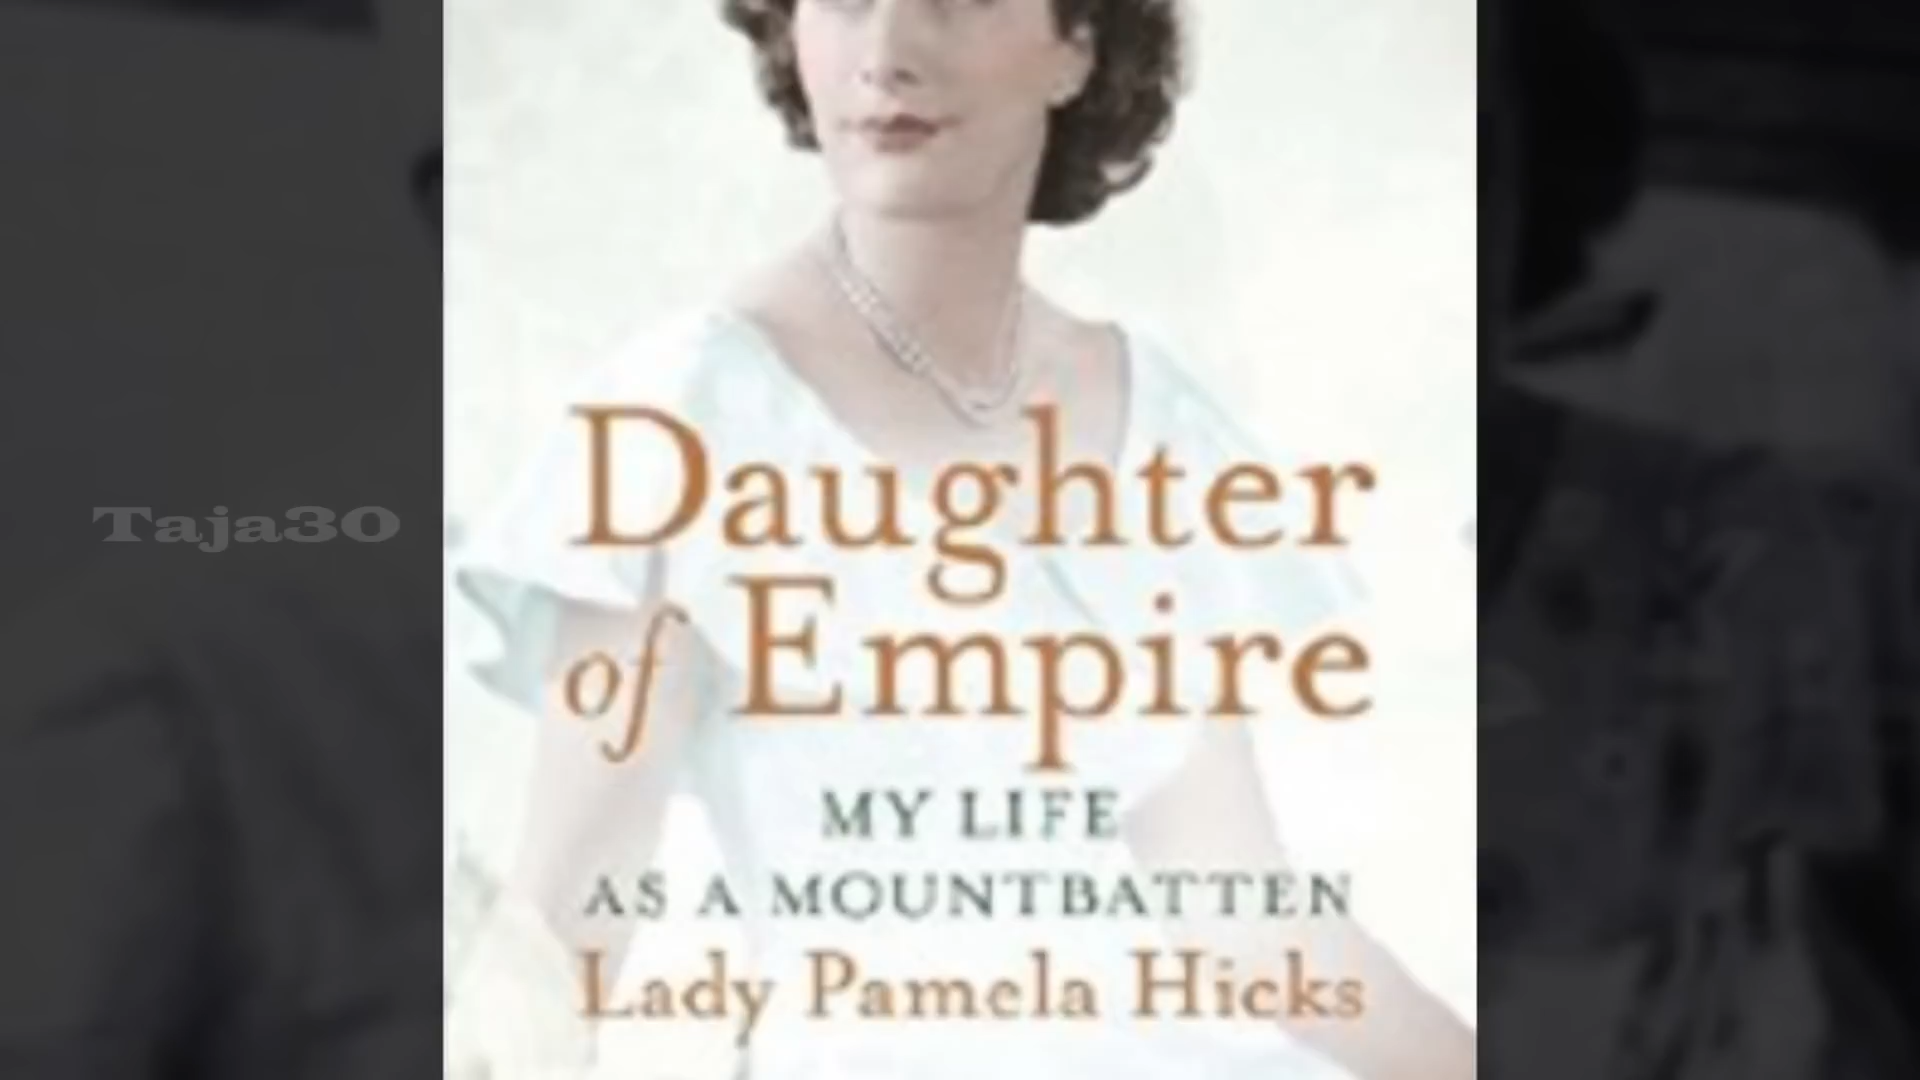 Taja30
Daughter
of Empire
MY LIFE
AS A MOUNTBATTEN
Lady Pamela Hicks